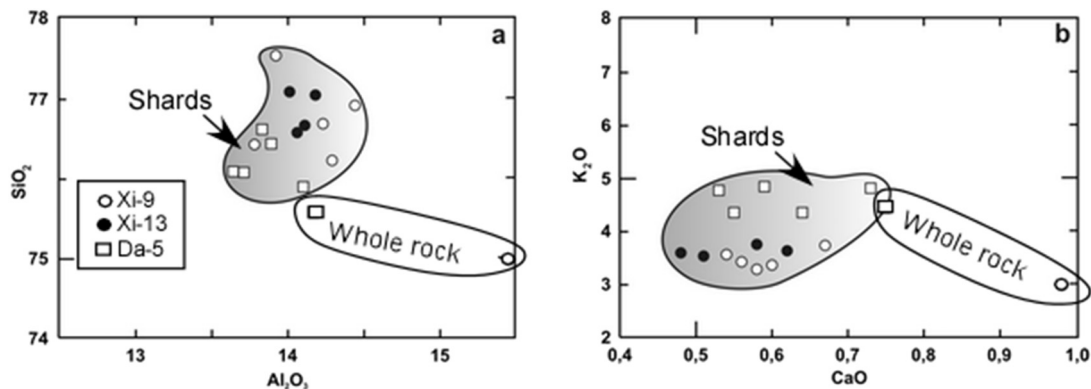 78
77
76
75
74
SiO₂
a
Shards
Whole rock
Xi-9
Xi-13
Da-5
13
14
15
Al₂O₃
8
7
6
5
4
3
2
K₂O
b
Shards
Whole rock
0,4
0,5
0,6
0,7
0,8
0,9
1,0
CaO